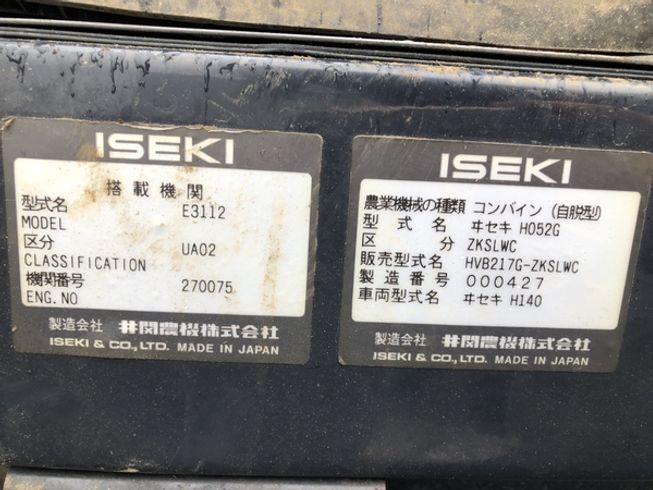 ISEKI
搭載機関
型式名 E3112
MODEL
区分 UA02
CLASSIFICATION
機関番号 270075
ENG.NO
製造会社 井関農機株式会社
ISEKI & CO., LTD. MADE IN JAPAN
ISEKI
農業機械の種類 コンバイン(自脱型)
型式名 ヰセキ HO52G
区分 ZKSLWC
販売型式名 HVB217G-ZKSLWC
製造番号 000427
車両型式名 ヰセキ H140
製造会社 井関農機株式会社
ISEKI & CO., LTD. MADE IN JAPAN